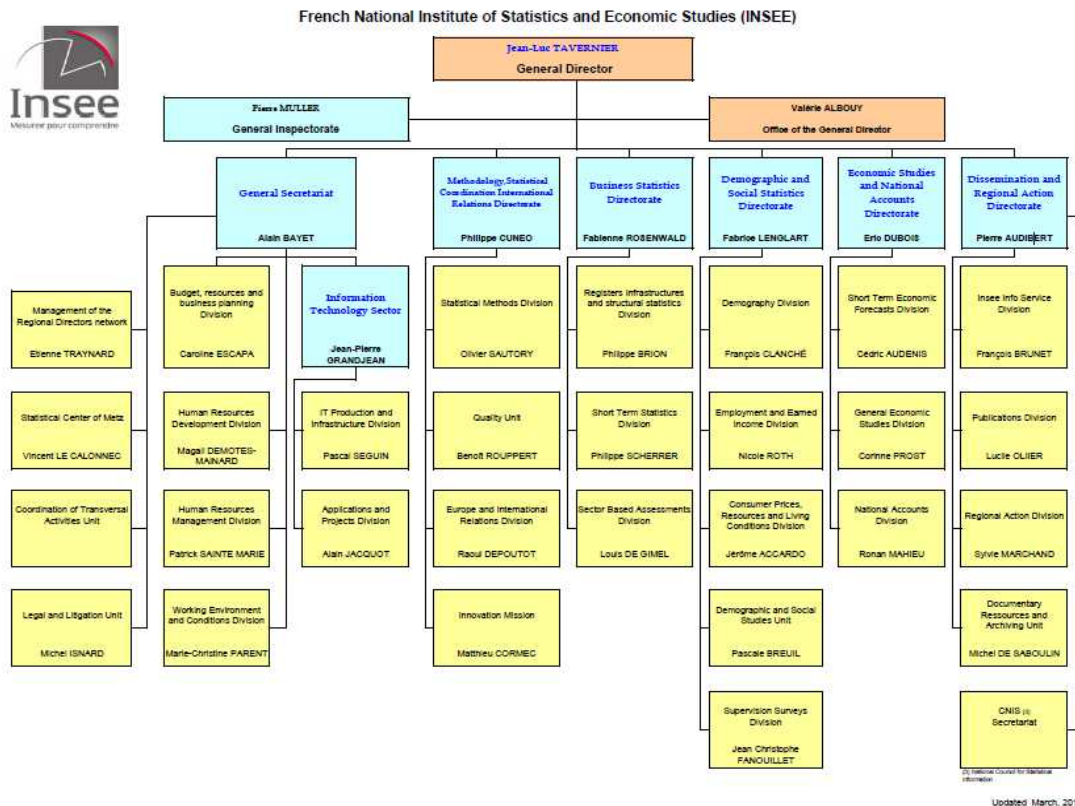 French National Institute of Statistics and Economic Studies (INSEE)
Insee
Mesurer pour comprendre
Jean-Luc TAVERNIER
General Director
Pierre MULLER
General Inspectorate
Valérie ALBOUY
Office of the General Director
General Secretariat
Alain BAYET
Methodology,Statistical
Coordination International
Relations Directorate
Philippe CUNEO
Business Statistics
Directorate
Fabienne ROSENWALD
Demographic and
Social Statistics
Directorate
Fabrice LENGLART
Economic Studies
and National
Accounts
Directorate
Eric DUBOIS
Dissemination and
Regional Action
Directorate
Pierre AUDIBERT
Management of the
Regional Directors network
Etienne TRAYNARD
Budget, resources and
business planning
Division
Caroline ESCAPA
Information
Technology Sector
Jean-Pierre
GRANDJEAN
Statistical Methods Division
Olivier SAUTORY
Registers Infrastructures
and structural statistics
Division
Philippe BRION
Demography Division
François CLANCHÉ
Short Term Economic
Forecasts Division
Cédric AUDENIS
Insee Info Service
Division
François BRUNET
Statistical Center of Metz
Vincent LE CALONNEC
Human Resources
Development Division
Magali DEMOTES-
MAINARD
IT Production and
Infrastructure Division
Pascal SEGUIN
Quality Unit
Benoît ROUPPERT
Short Term Statistics
Division
Philippe SCHERRER
Employment and Earned
Income Division
Nicole ROTH
General Economic
Studies Division
Corinne PROST
Publications Division
Lucile OLIIER
Coordination of Transversal
Activities Unit
Human Resources
Management Division
Patrick SAINTE MARIE
Applications and
Projects Division
Alain JACQUOT
Europe and International
Relations Division
Raoul DEPOUTOT
Sector Based Assessments
Division
Louis DE GIMEL
Consumer Prices,
Resources and Living
Conditions Division
Jérôme ACCARDO
National Accounts
Division
Ronan MAHIEU
Regional Action Division
Sylvie MARCHAND
Legal and Litigation Unit
Michel ISNARD
Working Environment
and Conditions Division
Marie-Christine PARENT
Innovation Mission
Matthieu CORMEC
Demographic and Social
Studies Unit
Pascale BREUIL
Documentary
Ressources and
Archiving Unit
Michel DE SABOULIN
Supervision Surveys
Division
Jean Christophe
FANOUILLET
CNIS (3)
Secretariat
(3) National Council for Statistical
Information
Updated March, 201